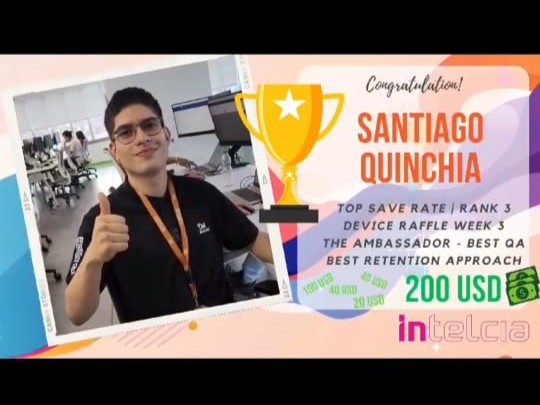 Congratulation!
SANTIAGO
QUINCHIA
TOP SAVE RATE | RANK 3
DEVICE RAFFLE WEEK 3
THE AMBASSADOR - BEST QA
BEST RETENTION APPROACH
100 USD
40 USD
40 USD
20 USD
200 USD
intelcia